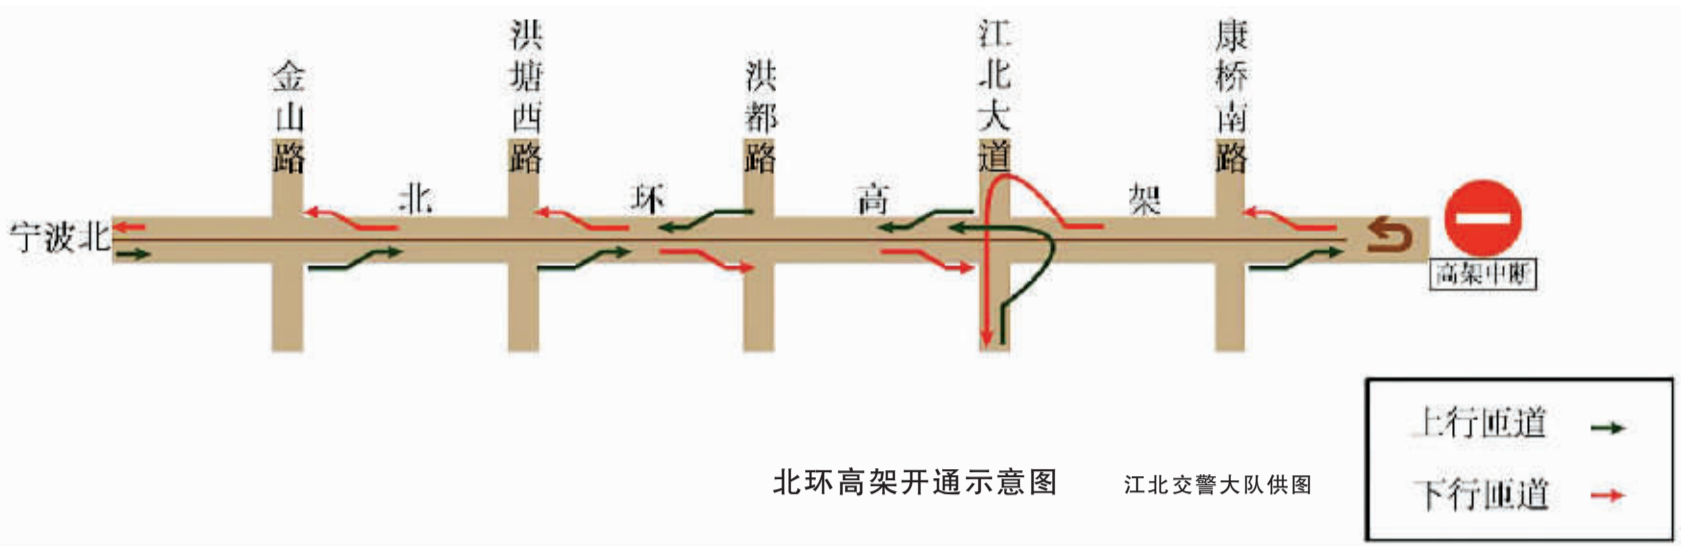 金山路
洪塘西路
洪都路
江北大道
康桥南路
北环高架
宁波北
高架中断
上行匝道
下行匝道
北环高架开通示意图
江北交警大队供图